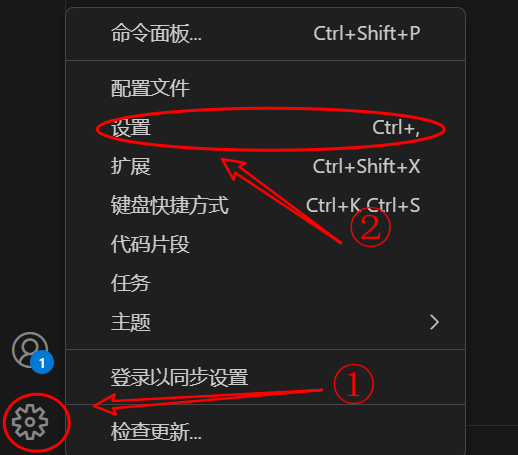 命令面板... Ctrl+Shift+P
配置文件
设置 Ctrl+,
扩展 Ctrl+Shift+X
键盘快捷方式 Ctrl+K Ctrl+S
②
代码片段
任务
主题
1
登录以同步设置
①
检查更新...